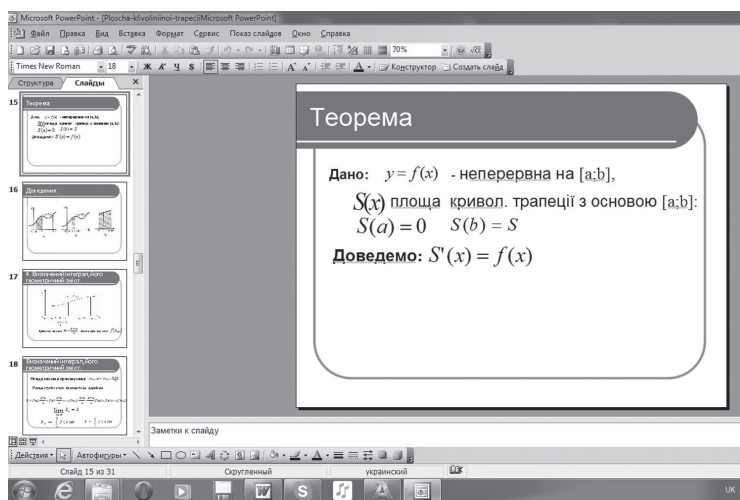 Microsoft PowerPoint - [Ploscha-klivoliniinoi-trapeciiMicrosoft PowerPoint]
Файл Правка Вид Вставка Формат Сервис Показ слайдов Окно Справка
70%
Times New Roman 18 Ж К Ч S Конструктор Создать слайд
Структура Слайды
15 Теорема
16 Доведення:
17 4. Визначений інтеграл, його геометричний зміст.
18 Визначений інтеграл, його геометричний зміст.
Теорема
Дано: y = f(x) - неперервна на [a;b],
S(x) площа кривол. трапеції з основою [a;b]:
S(a) = 0 S(b) = S
Доведемо: S'(x) = f(x)
Заметки к слайду
Действия Автофигуры
Слайд 15 из 31 Скругленный украинский
UK